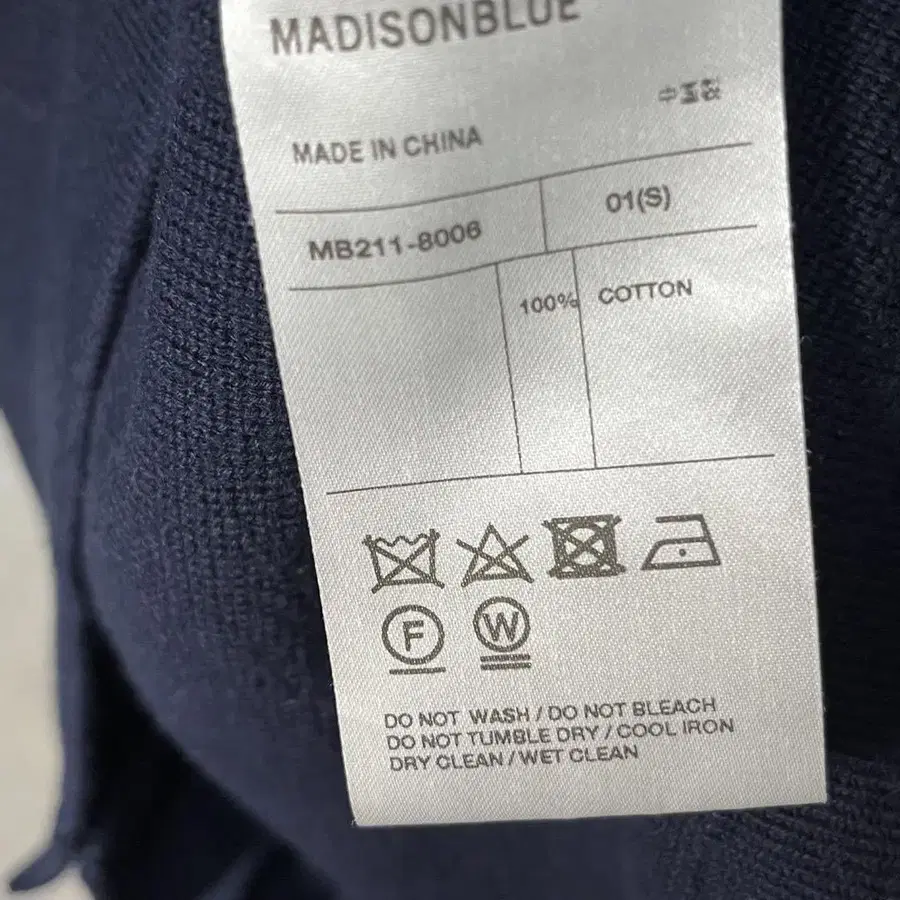 MADISONBLUE
MADE IN CHINA
MB211-8006 01(S)
100% COTTON
F W
DO NOT WASH / DO NOT BLEACH
DO NOT TUMBLE DRY / COOL IRON
DRY CLEAN / WET CLEAN